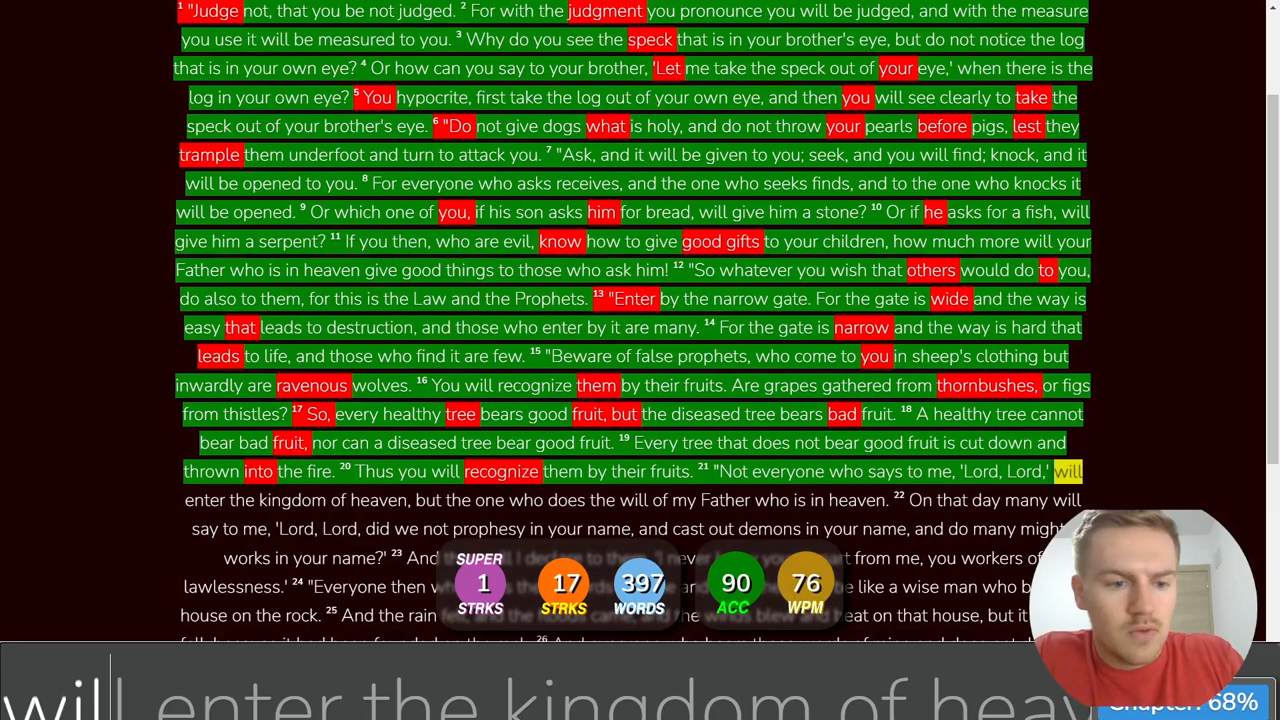 1 "Judge not, that you be not judged. 2 For with the judgment you pronounce you will be judged, and with the measure
you use it will be measured to you. 3 Why do you see the speck that is in your brother's eye, but do not notice the log
that is in your own eye? 4 Or how can you say to your brother, 'Let me take the speck out of your eye,' when there is the
log in your own eye? 5 You hypocrite, first take the log out of your own eye, and then you will see clearly to take the
speck out of your brother's eye. 6 "Do not give dogs what is holy, and do not throw your pearls before pigs, lest they
trample them underfoot and turn to attack you. 7 "Ask, and it will be given to you; seek, and you will find; knock, and it
will be opened to you. 8 For everyone who asks receives, and the one who seeks finds, and to the one who knocks it
will be opened. 9 Or which one of you, if his son asks him for bread, will give him a stone? 10 Or if he asks for a fish, will
give him a serpent? 11 If you then, who are evil, know how to give good gifts to your children, how much more will your
Father who is in heaven give good things to those who ask him! 12 "So whatever you wish that others would do to you,
do also to them, for this is the Law and the Prophets. 13 "Enter by the narrow gate. For the gate is wide and the way is
easy that leads to destruction, and those who enter by it are many. 14 For the gate is narrow and the way is hard that
leads to life, and those who find it are few. 15 "Beware of false prophets, who come to you in sheep's clothing but
inwardly are ravenous wolves. 16 You will recognize them by their fruits. Are grapes gathered from thornbushes, or figs
from thistles? 17 So, every healthy tree bears good fruit, but the diseased tree bears bad fruit. 18 A healthy tree cannot
bear bad fruit, nor can a diseased tree bear good fruit. 19 Every tree that does not bear good fruit is cut down and
thrown into the fire. 20 Thus you will recognize them by their fruits. 21 "Not everyone who says to me, 'Lord, Lord,' will
enter the kingdom of heaven, but the one who does the will of my Father who is in heaven. 22 On that day many will
say to me, 'Lord, Lord, did we not prophesy in your name, and cast out demons in your name, and do many might
works in your name?' 23 And from me, you workers of
lawlessness.' 24 "Everyone then be like a wise man who b
house on the rock. 25 And the rain beat on that house, but it
26
SUPER
1 17 397 90 76
STRKS STRKS WORDS ACC WPM
will enter the kingdom of heav
Chapter: 68%